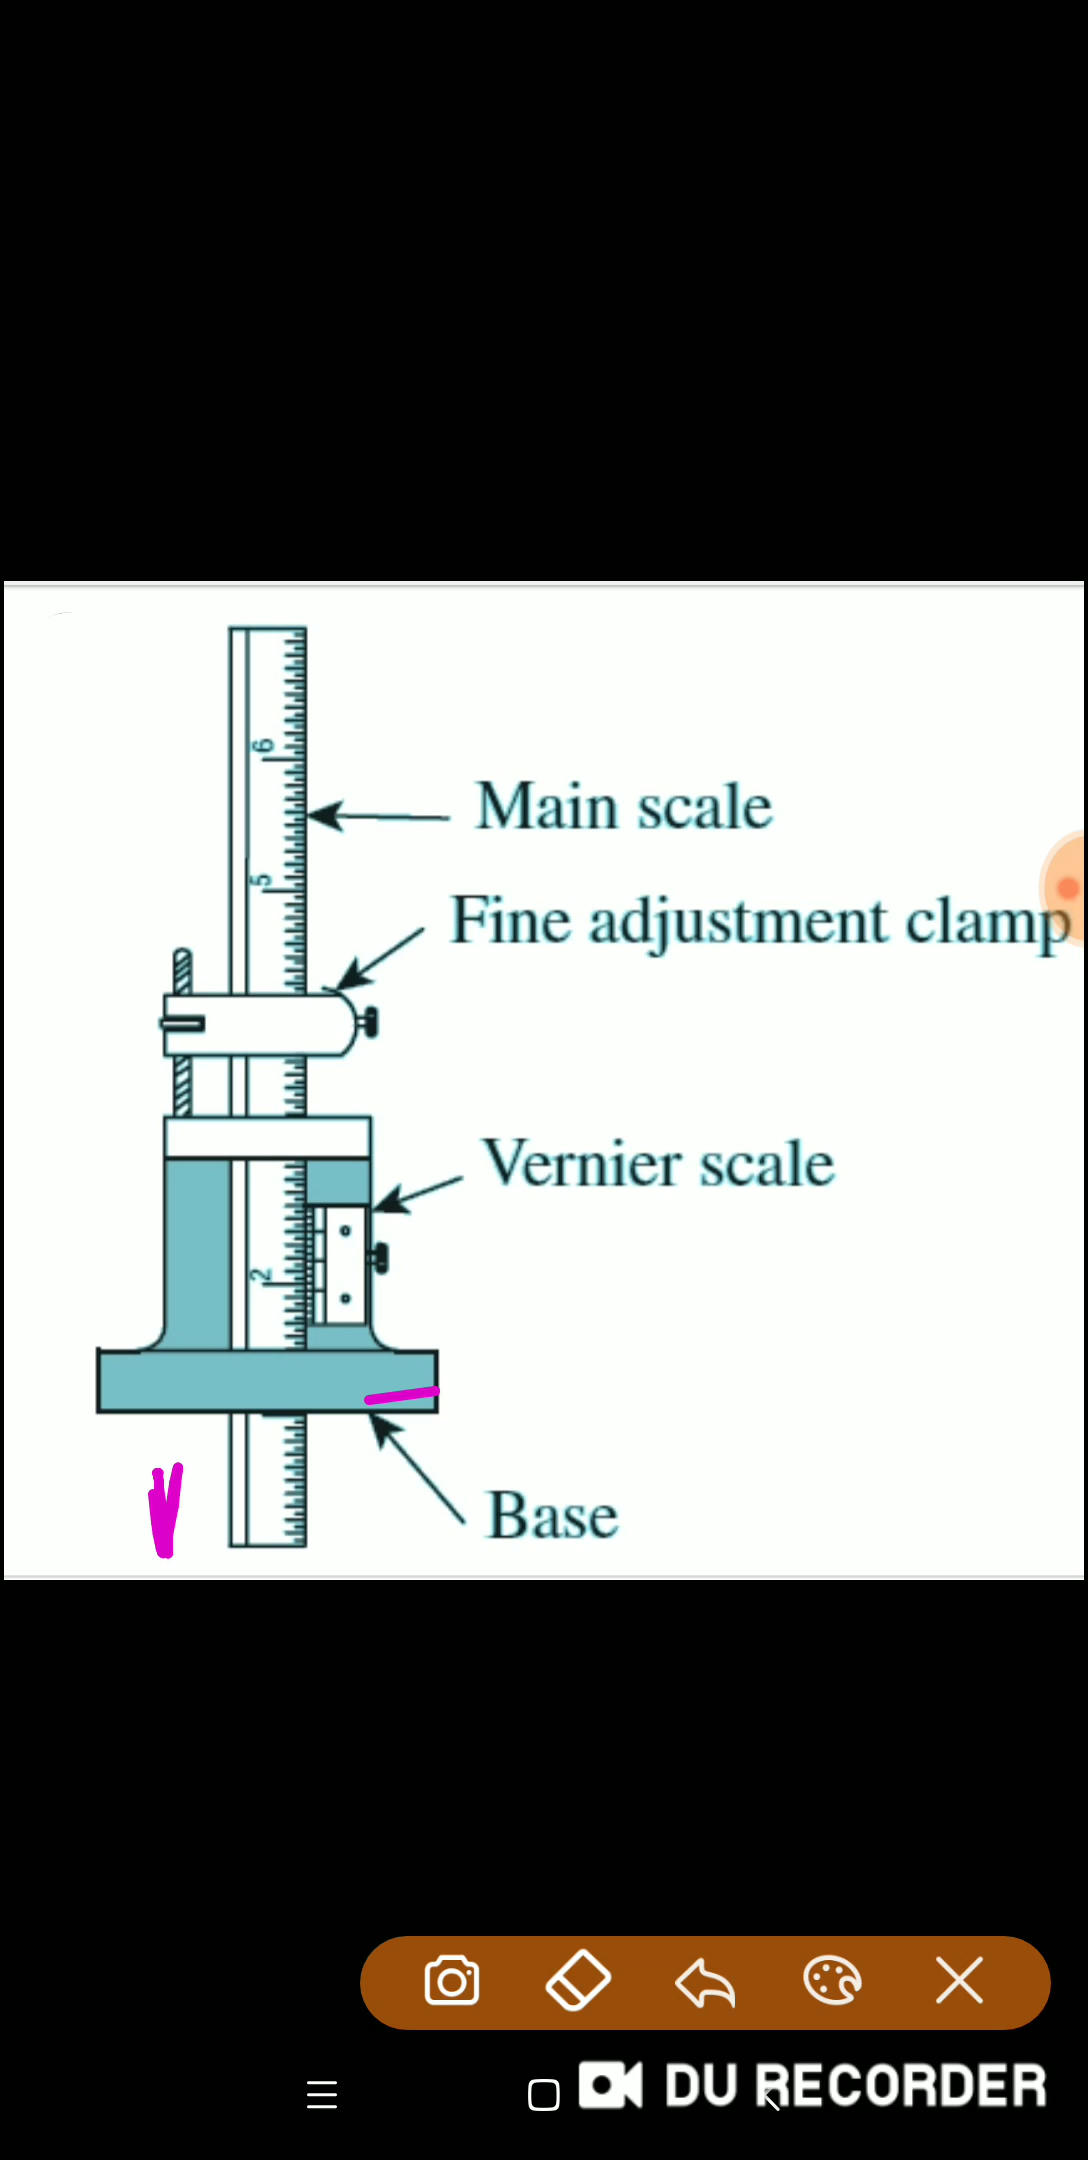 6
Main scale
5
Fine adjustment clamp
Vernier scale
2
Base
DU RECORDER